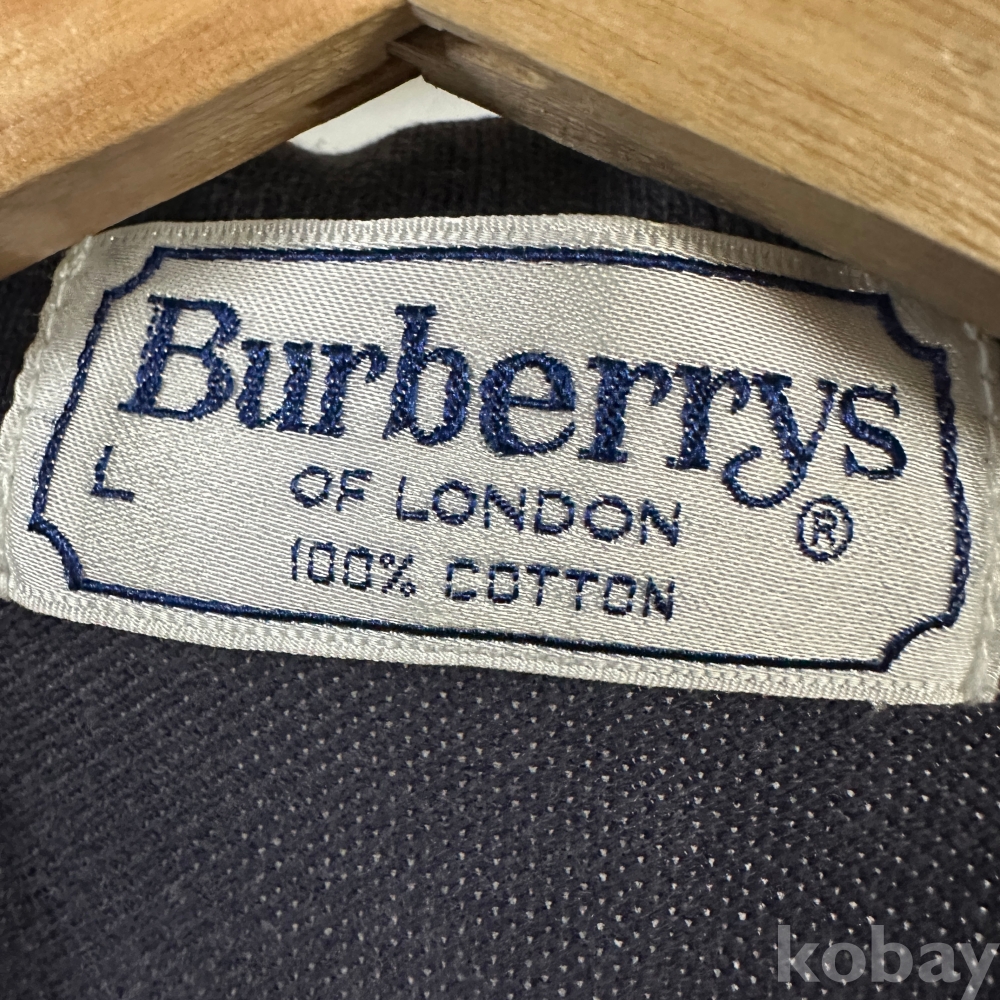 Burberrys
L
OF LONDON ®
100% COTTON
kobay